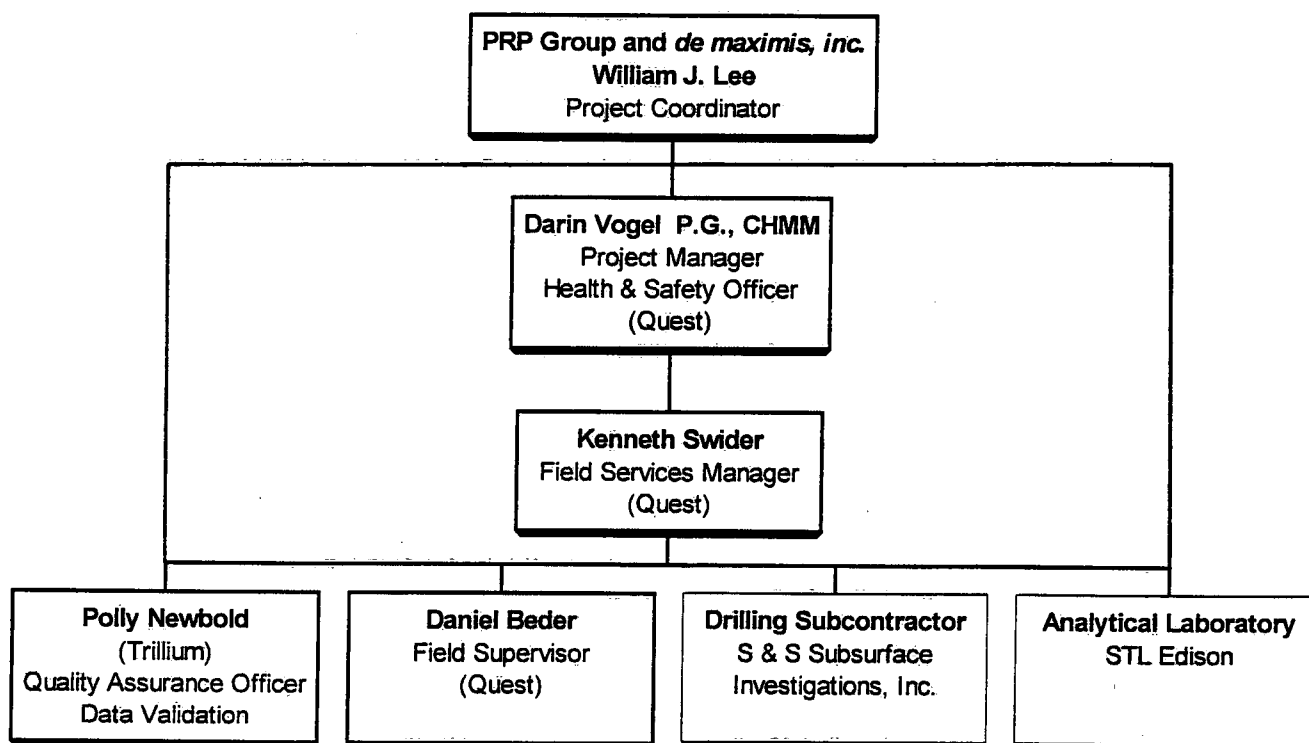 PRP Group and de maximis, inc.
William J. Lee
Project Coordinator
Darin Vogel P.G., CHMM
Project Manager
Health & Safety Officer
(Quest)
Kenneth Swider
Field Services Manager
(Quest)
Polly Newbold
(Trillium)
Quality Assurance Officer
Data Validation
Daniel Beder
Field Supervisor
(Quest)
Drilling Subcontractor
S & S Subsurface
Investigations, Inc.
Analytical Laboratory
STL Edison